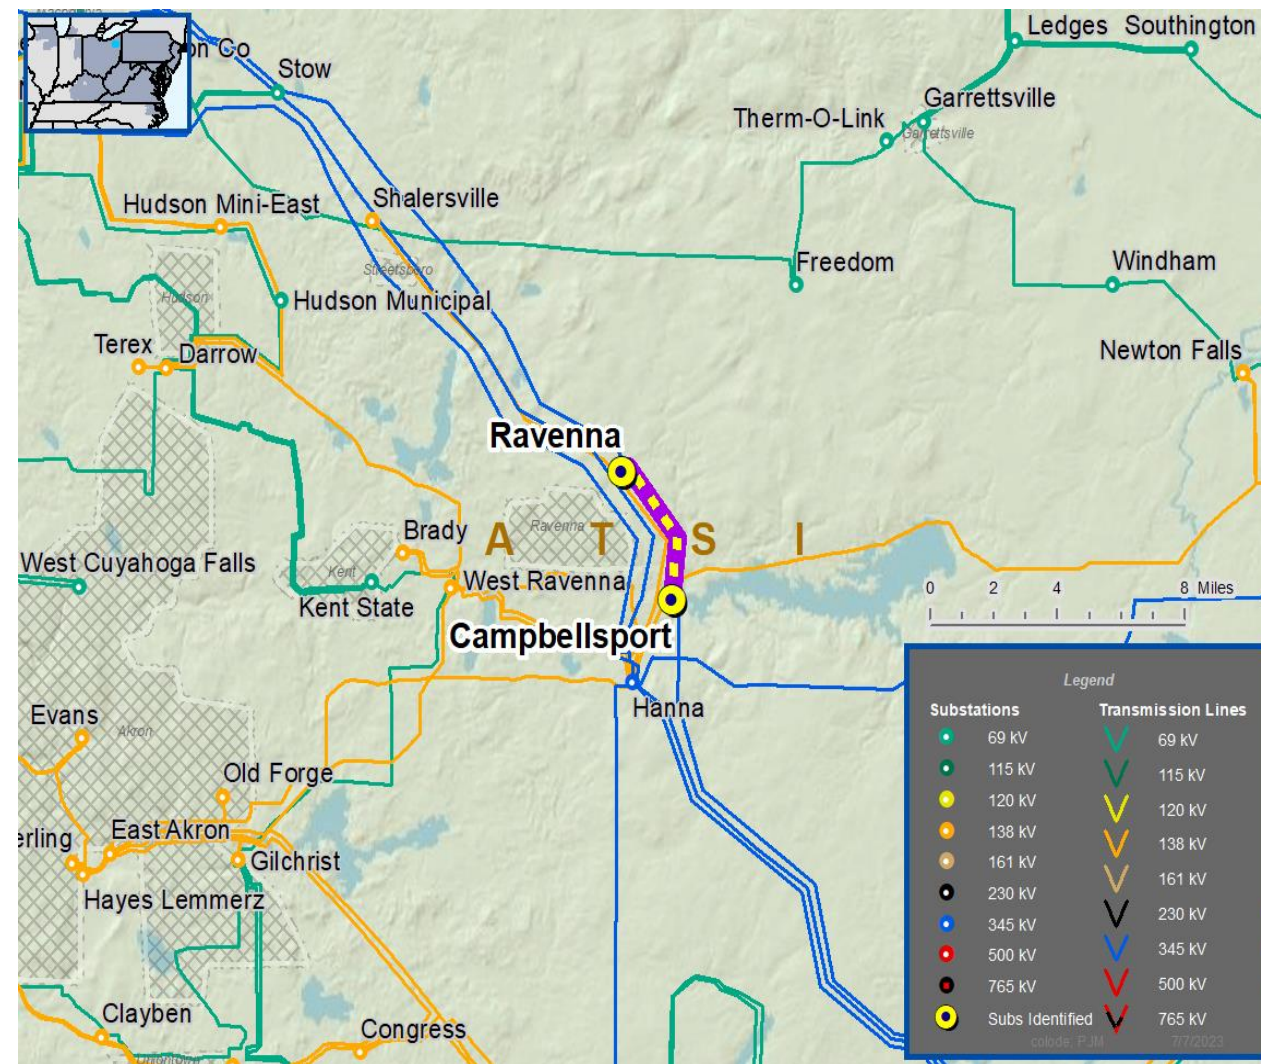 on Co
Stow
Ledges
Southington
Garrettsville
Therm-O-Link
Garrettsville
Hudson Mini-East
Shalersville
Streetsboro
Freedom
Windham
Hudson
Hudson Municipal
Terex
Darrow
Newton Falls
Ravenna
Brady
Ravenna
A T S I
West Cuyahoga Falls
Kent
Kent State
West Ravenna
Campbellsport
0 2 4 8 Miles
Hanna
Evans
Akron
Old Forge
erling
East Akron
Gilchrist
Hayes Lemmerz
Clayben
Congress
Uniontown
Legend
Substations
69 kV
115 kV
120 kV
138 kV
161 kV
230 kV
345 kV
500 kV
765 kV
Subs Identified
Transmission Lines
69 kV
115 kV
120 kV
138 kV
161 kV
230 kV
345 kV
500 kV
765 kV
colode; PJM
7/7/2023